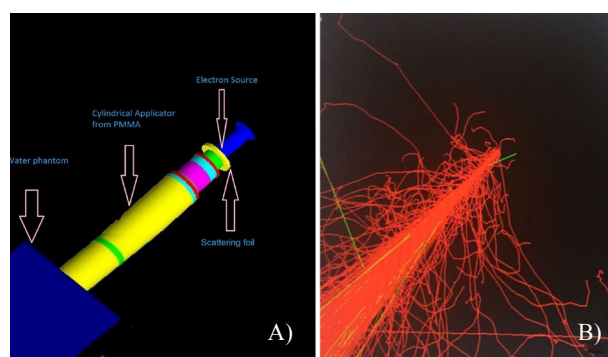 Electron Source
Cylindrical Applicator
from PMMA
Water phantom
Scattering foil
A)
B)